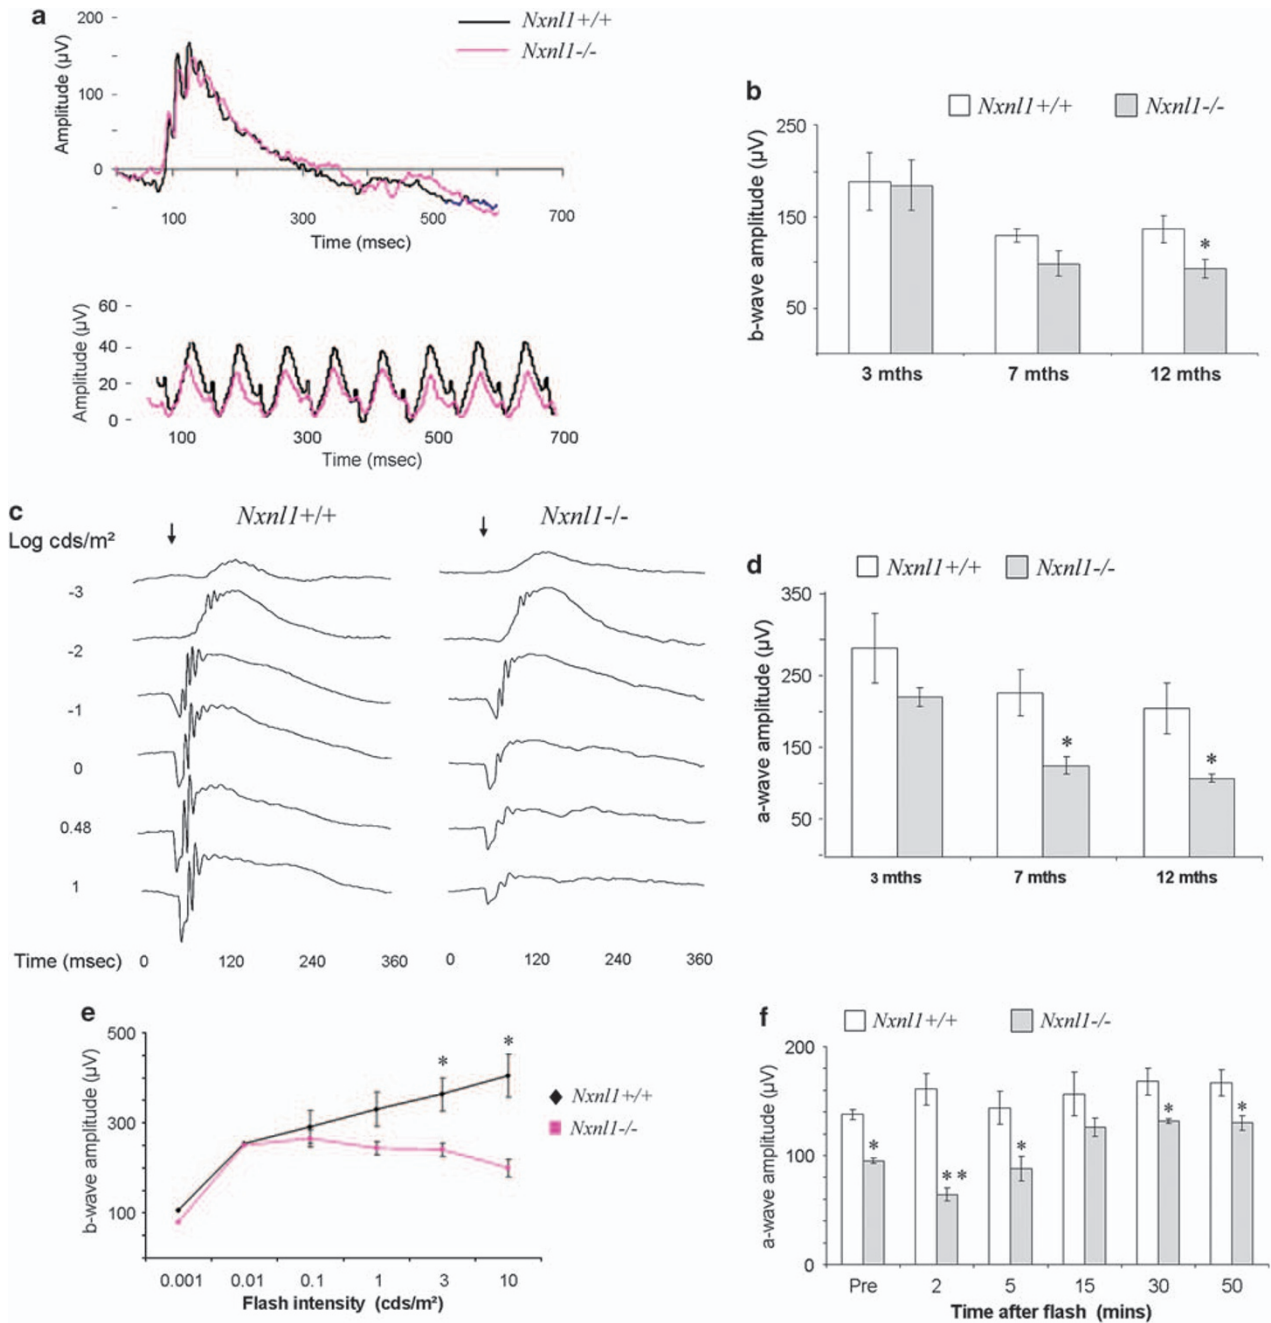 a
200
100
0
Amplitude (µV)
Nxnl1+/+
Nxnl1-/-
100 300 500 700
Time (msec)
60
40
20
0
Amplitude (µV)
100 300 500 700
Time (msec)
b
Nxnl1+/+ Nxnl1-/-
b-wave amplitude (µV)
250
150
50
*
3 mths 7 mths 12 mths
c
Nxnl1+/+ Nxnl1-/-
Log cds/m²
-3
-2
-1
0
0.48
1
Time (msec) 0 120 240 360 0 120 240 360
d
Nxnl1+/+ Nxnl1-/-
a-wave amplitude (µV)
350
250
150
50
* *
3 mths 7 mths 12 mths
e
b-wave amplitude (µV)
500
300
100
* *
Nxnl1+/+
Nxnl1-/-
0.001 0.01 0.1 1 3 10
Flash intensity (cds/m²)
f
Nxnl1+/+ Nxnl1-/-
a-wave amplitude (µV)
200
100
0
* ** * * *
Pre 2 5 15 30 50
Time after flash (mins)